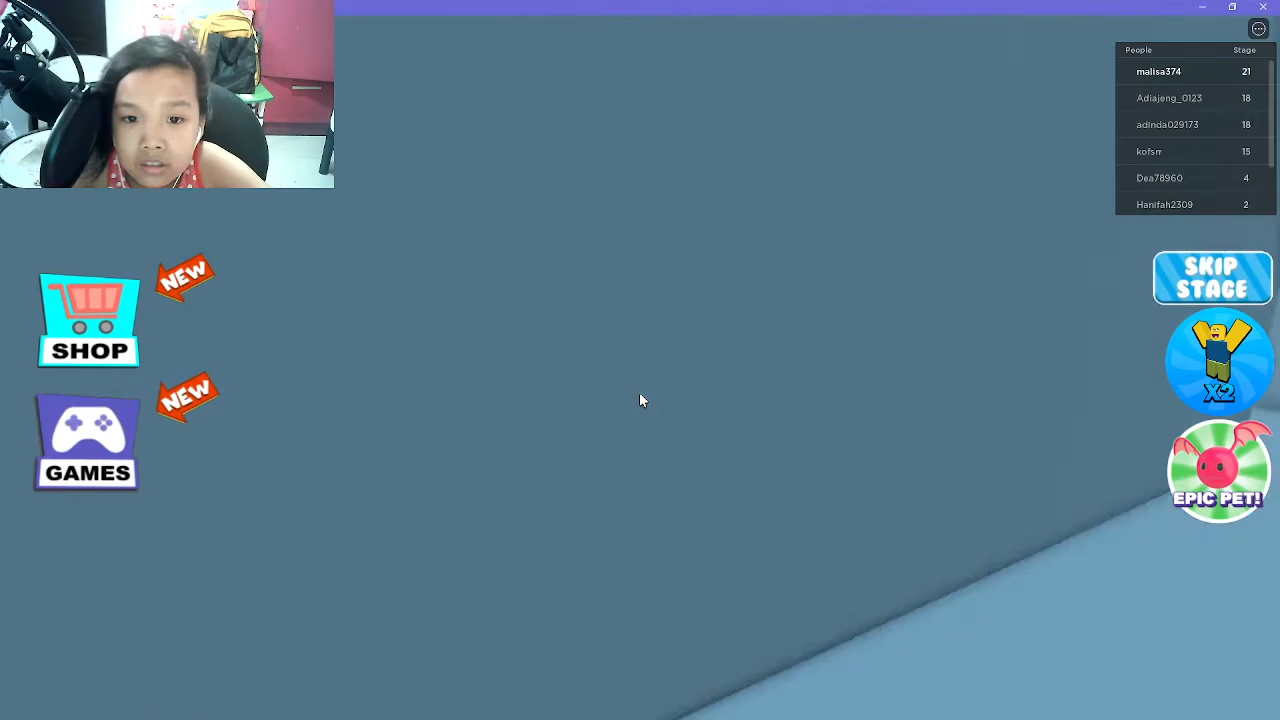 People Stage
malisa374 21
Adiajeng_0123 18
adinda029173 18
kofsrr 15
Dea78960 4
Hanifah2309 2
NEW
SHOP
NEW
GAMES
SKIP
STAGE
X2
EPIC PET!